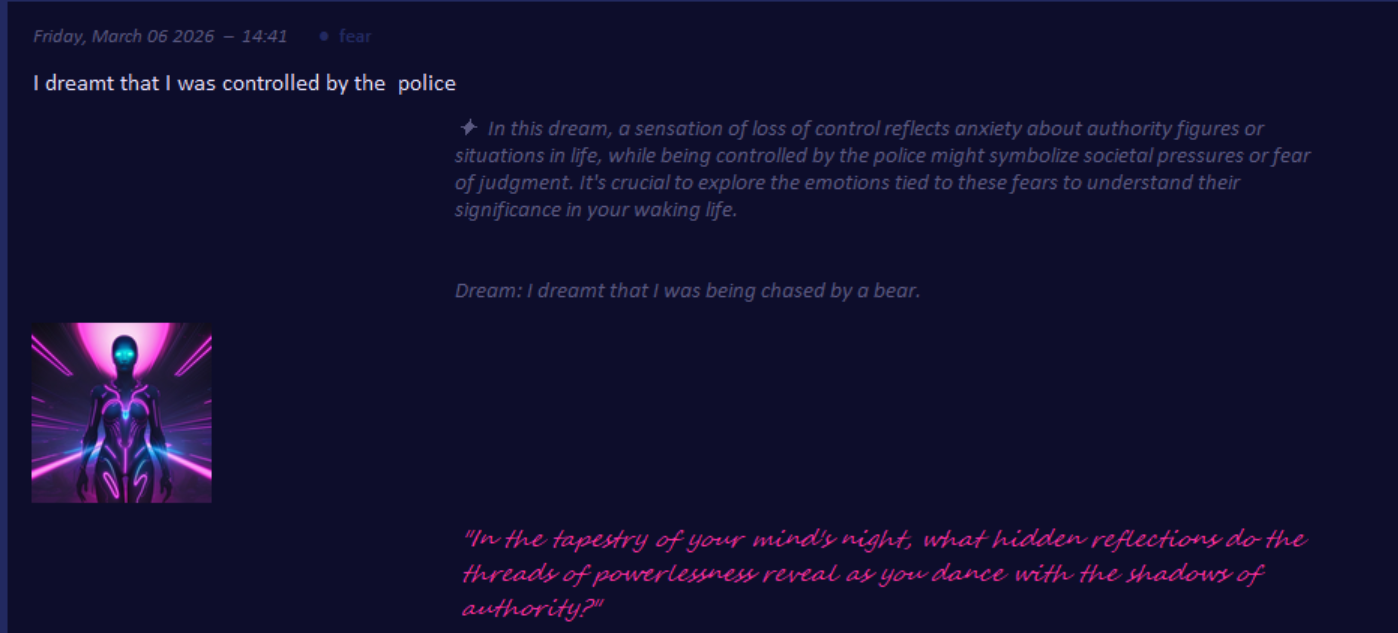 Friday, March 06 2026 – 14:41 ● fear
I dreamt that I was controlled by the  police
✦ In this dream, a sensation of loss of control reflects anxiety about authority figures or
situations in life, while being controlled by the police might symbolize societal pressures or fear
of judgment. It's crucial to explore the emotions tied to these fears to understand their
significance in your waking life.
Dream: I dreamt that I was being chased by a bear.
"In the tapestry of your mind's night, what hidden reflections do the
threads of powerlessness reveal as you dance with the shadows of
authority?"